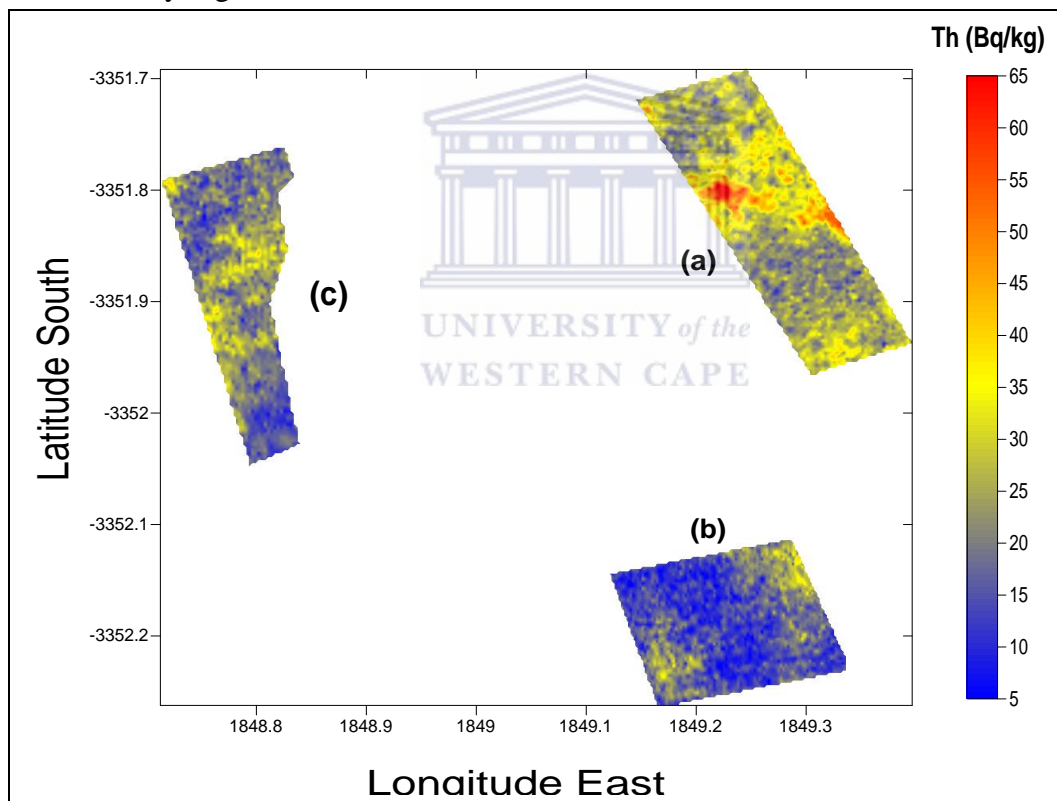 Th (Bq/kg)
65
60
55
50
45
40
35
30
25
20
15
10
5
-3351.7
-3351.8
-3351.9
-3352
-3352.1
-3352.2
Latitude South
(a)
(c)
(b)
UNIVERSITY of the
WESTERN CAPE
1848.8 1848.9 1849 1849.1 1849.2 1849.3
Longitude East